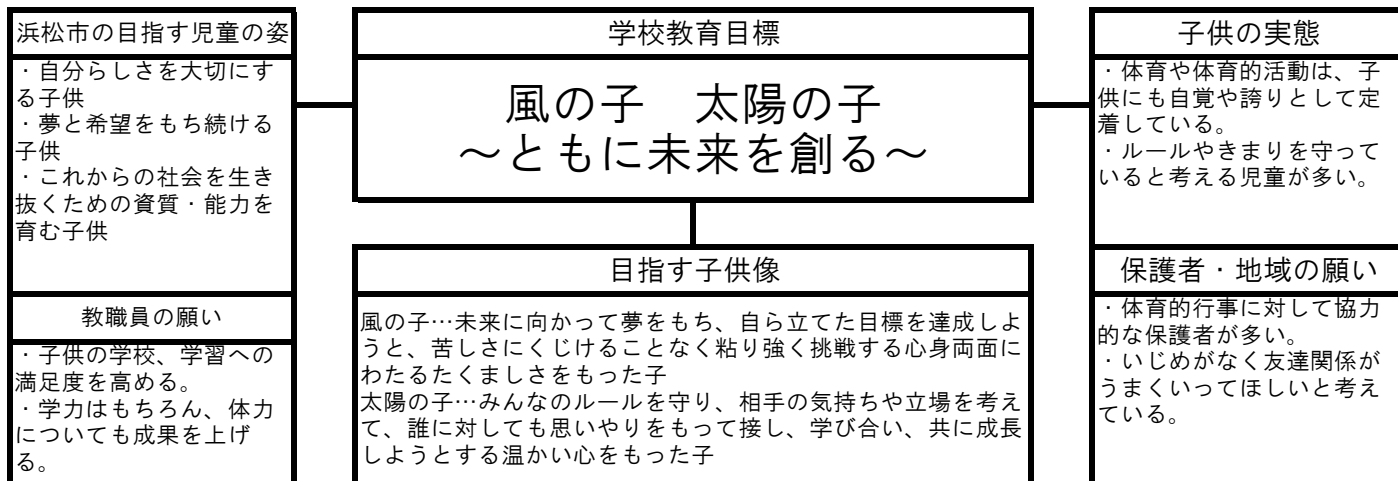 浜松市の目指す児童の姿
・自分らしさを大切にす
る子供
・夢と希望をもち続ける
子供
・これからの社会を生き
抜くための資質・能力を
育む子供
教職員の願い
・子供の学校、学習への
満足度を高める。
・学力はもちろん、体力
についても成果を上げ
る。
学校教育目標
風の子　太陽の子
～ともに未来を創る～
目指す子供像
風の子…未来に向かって夢をもち、自ら立てた目標を達成しよ
うと、苦しさにくじけることなく粘り強く挑戦する心身両面に
わたるたくましさをもった子
太陽の子…みんなのルールを守り、相手の気持ちや立場を考え
て、誰に対しても思いやりをもって接し、学び合い、共に成長
しようとする温かい心をもった子
子供の実態
・体育や体育的活動は、子
供にも自覚や誇りとして定
着している。
・ルールやきまりを守って
いると考える児童が多い。
保護者・地域の願い
・体育的行事に対して協力
的な保護者が多い。
・いじめがなく友達関係が
うまくいってほしいと考え
ている。